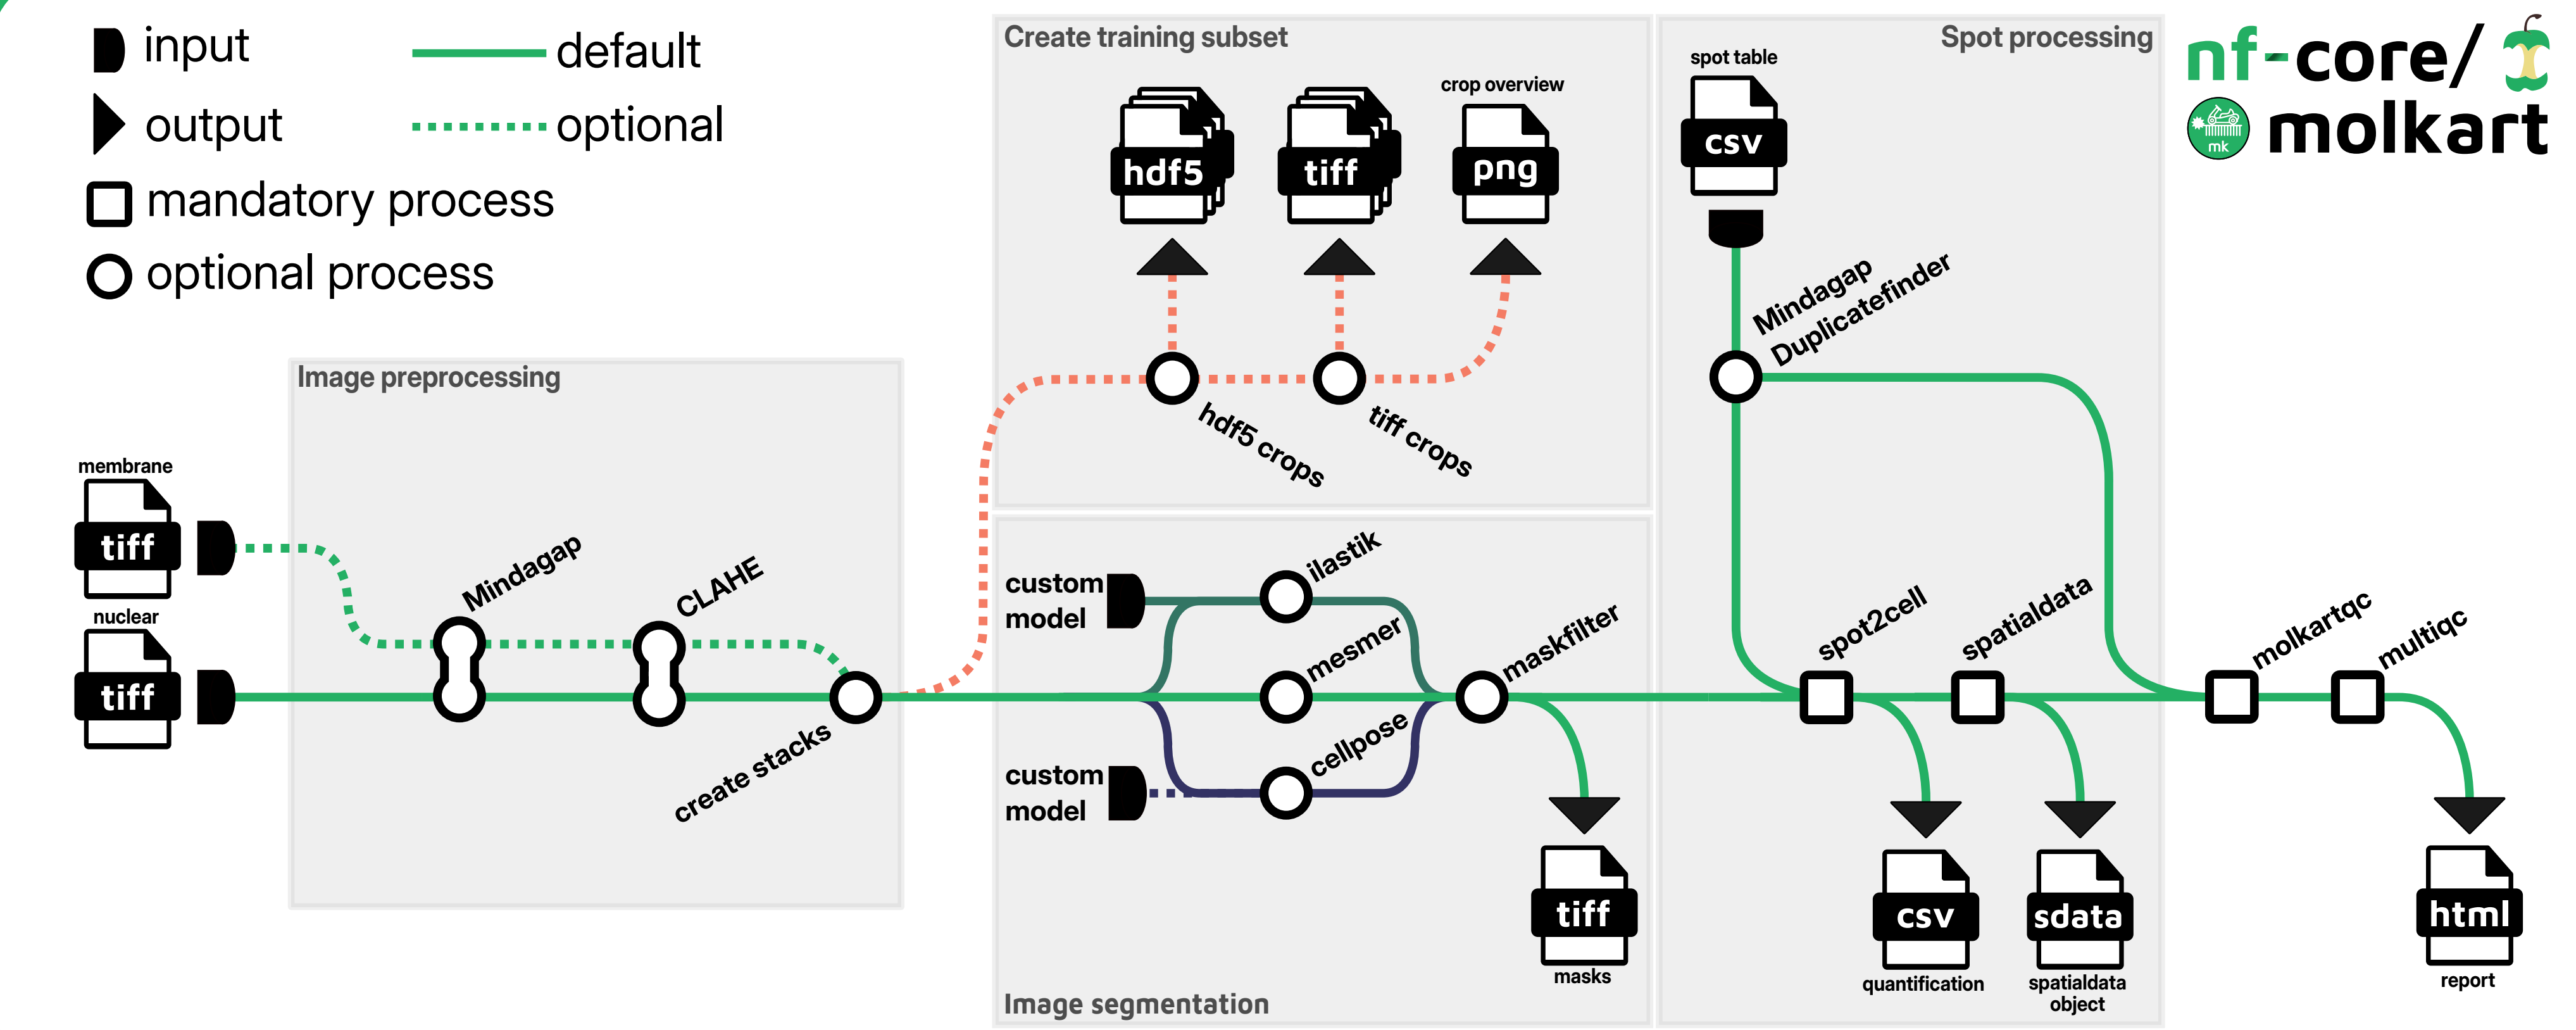 input
default
output
optional
mandatory process
optional process
nf-core/
molkart
mk
Image preprocessing
membrane
tiff
nuclear
tiff
Mindagap
CLAHE
create stacks
Create training subset
hdf5
tiff
crop overview
png
hdf5 crops
tiff crops
Image segmentation
custom
model
ilastik
mesmer
custom
model
cellpose
maskfilter
tiff
masks
Spot processing
spot table
csv
Mindagap
Duplicatefinder
spot2cell
spatialdata
csv
quantification
sdata
spatialdata
object
molkartqc
multiqc
html
report